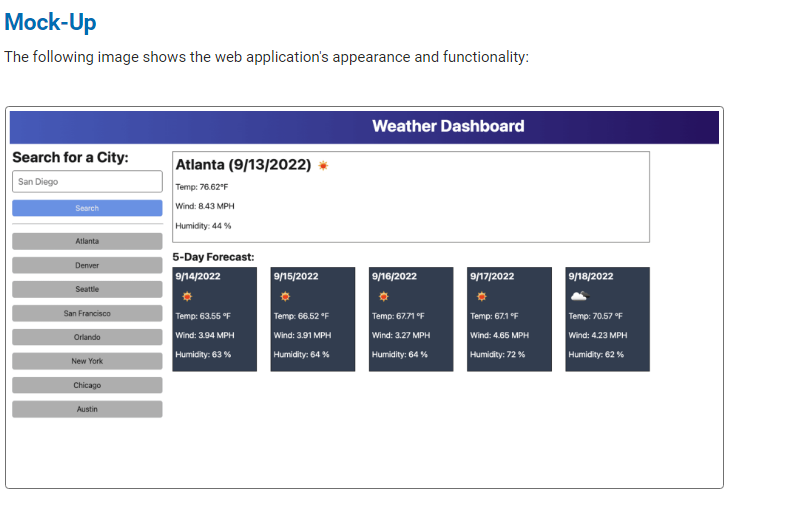 Mock-Up
The following image shows the web application's appearance and functionality:
Weather Dashboard
Search for a City:
San Diego
Search
Atlanta
Denver
Seattle
San Francisco
Orlando
New York
Chicago
Austin
Atlanta (9/13/2022)
Temp: 76.62°F
Wind: 8.43 MPH
Humidity: 44 %
5-Day Forecast:
9/14/2022
Temp: 63.55 °F
Wind: 3.94 MPH
Humidity: 63 %
9/15/2022
Temp: 66.52 °F
Wind: 3.91 MPH
Humidity: 64 %
9/16/2022
Temp: 67.71 °F
Wind: 3.27 MPH
Humidity: 64 %
9/17/2022
Temp: 67.1 °F
Wind: 4.65 MPH
Humidity: 72 %
9/18/2022
Temp: 70.57 °F
Wind: 4.23 MPH
Humidity: 62 %